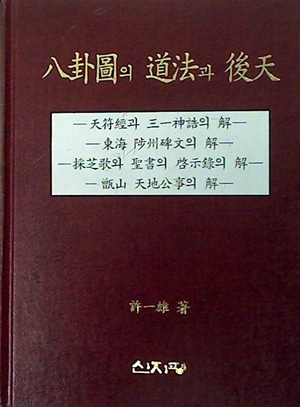 八卦圖의 道法과 後天
—天符經과 三一神誥의 解—
—東海 陟州碑文의 解—
—採芝歌와 聖書의 啓示錄의 解—
—甑山 天地公事의 解—
許一雄 著